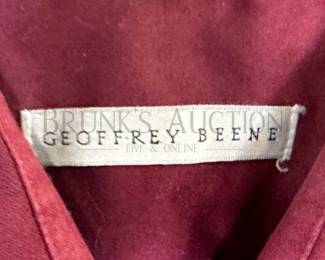 BRUNK'S AUCTION
GEOFFREY BEENE
LIVE & ONLINE